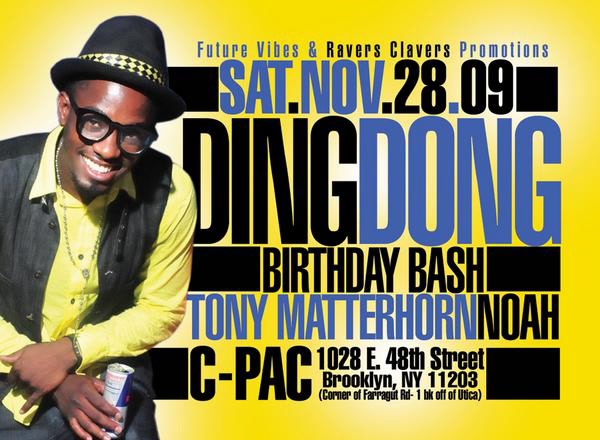 Future Vibes & Ravers Clavers Promotions
SAT.NOV.28.09
DINGDONG
BIRTHDAY BASH
TONY MATTERHORNNOAH
C-PAC
1028 E. 48th Street
Brooklyn, NY 11203
(Corner of Farragut Rd- 1 bk off of Utica)